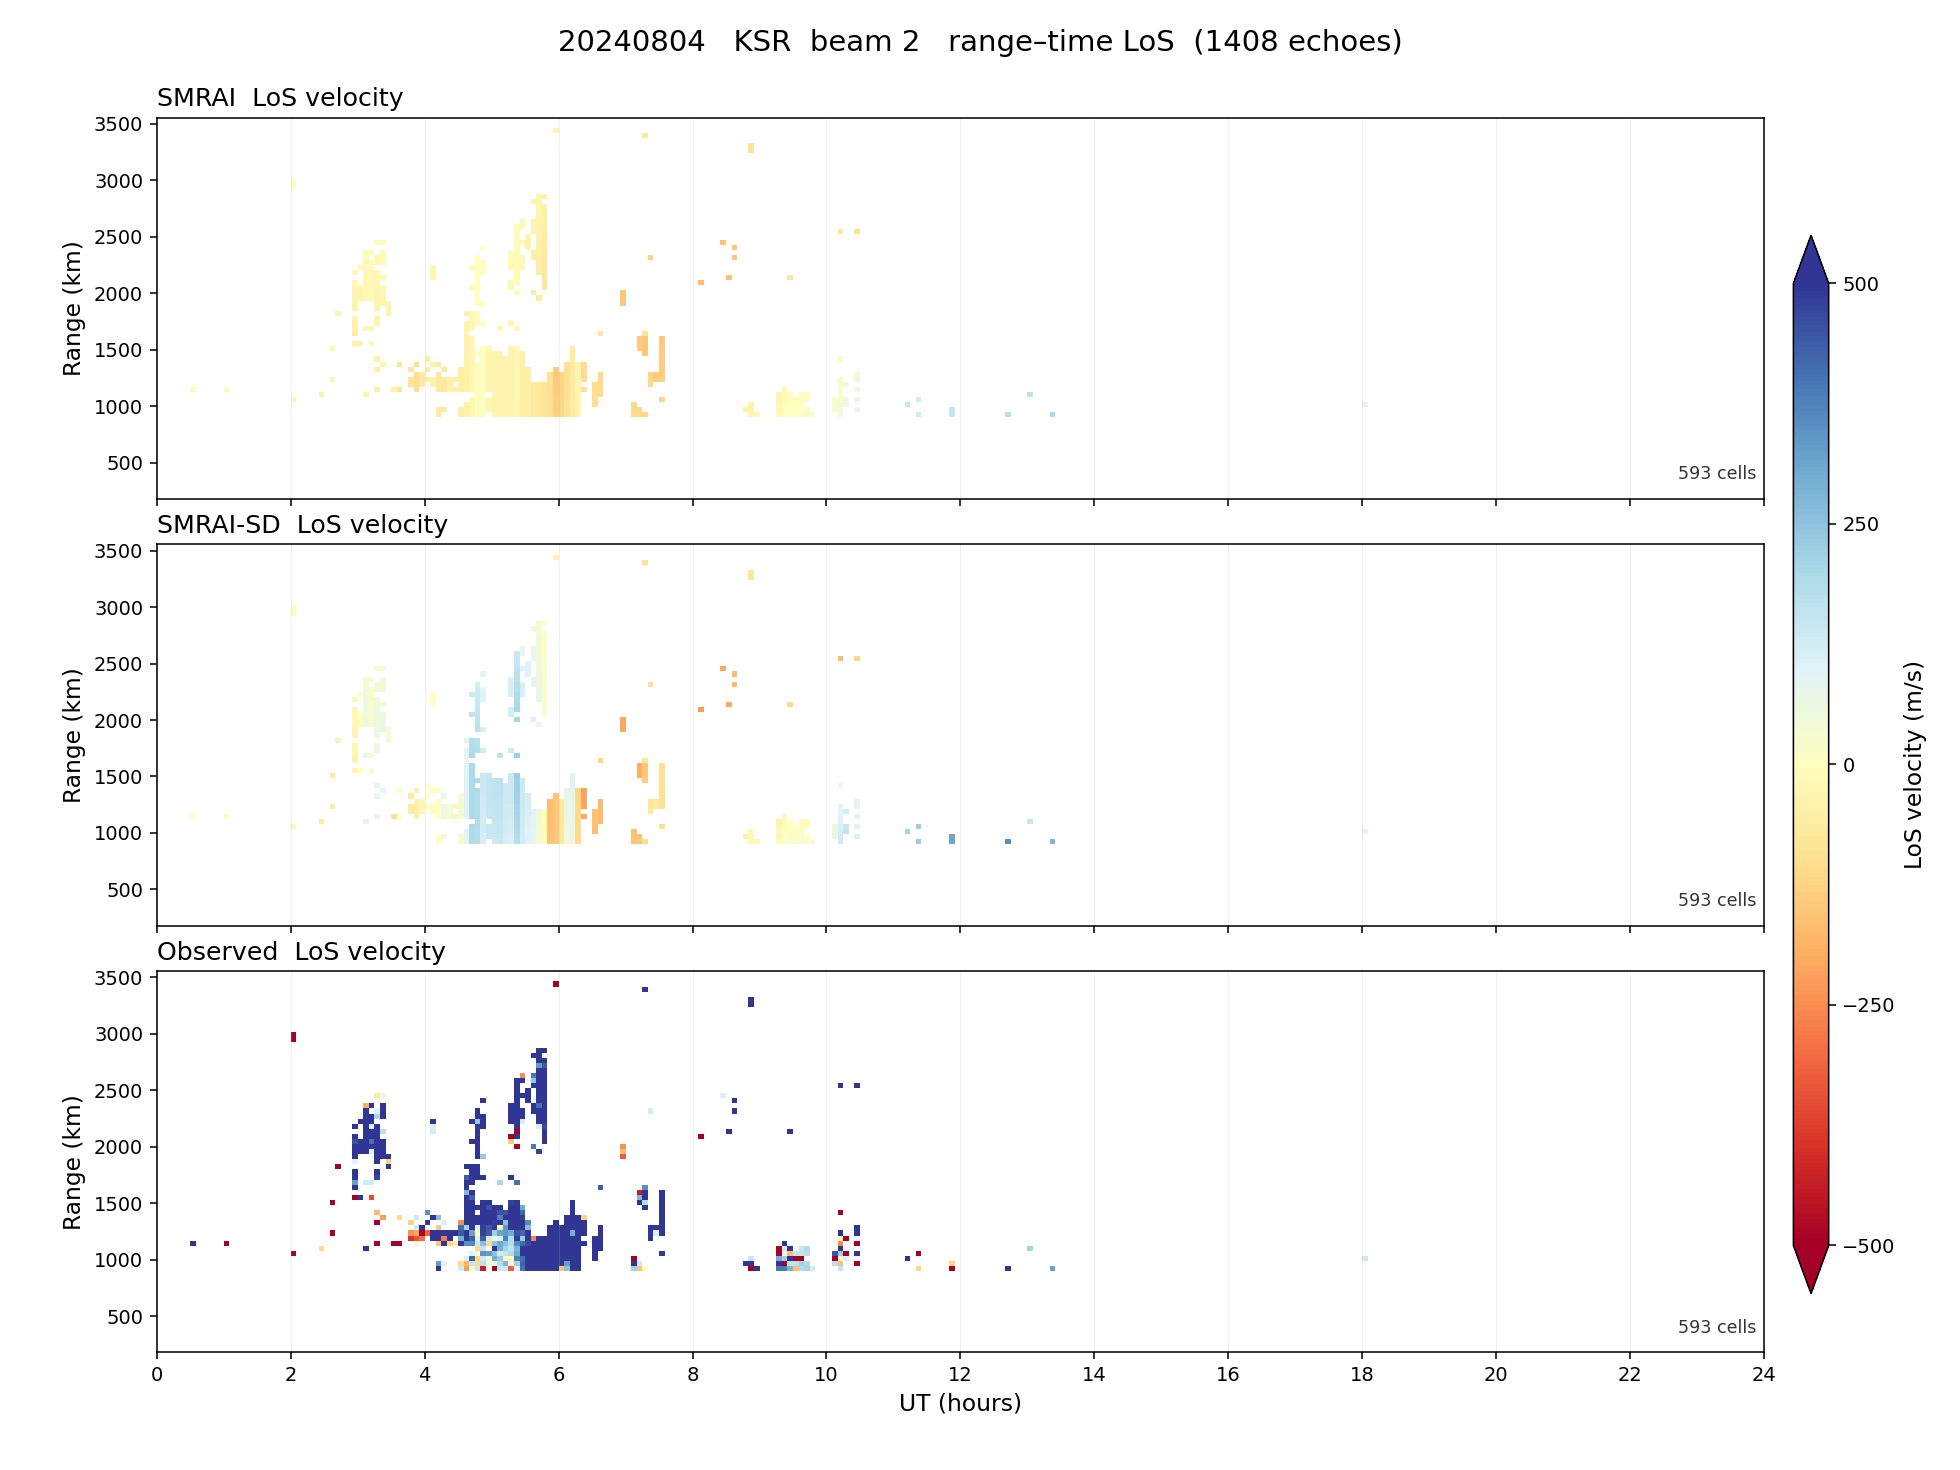 20240804   KSR  beam 2   range–time LoS  (1408 echoes)
SMRAI  LoS velocity
3500
3000
2500
2000
1500
1000
500
Range (km)
593 cells
SMRAI-SD  LoS velocity
3500
3000
2500
2000
1500
1000
500
Range (km)
593 cells
Observed  LoS velocity
3500
3000
2500
2000
1500
1000
500
Range (km)
593 cells
0 2 4 6 8 10 12 14 16 18 20 22 24
UT (hours)
500
250
0
−250
−500
LoS velocity (m/s)